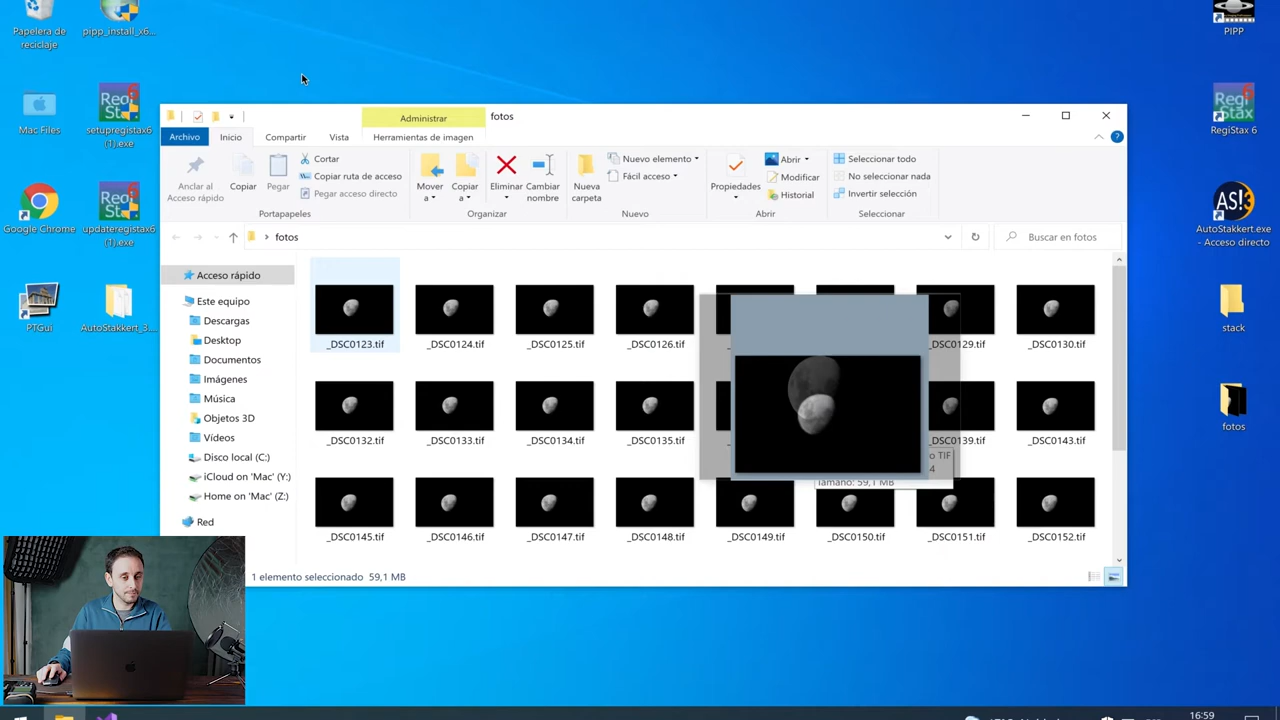 Papelera de
reciclaje
pipp_install_x6...
PIPP
Mac Files
setupregistax6
(1).exe
RegiStax 6
Google Chrome
updateregistax6
(1).exe
AutoStakkert.exe
- Acceso directo
PTGui
AutoStakkert_3...
stack
fotos
Administrar
fotos
Archivo
Inicio
Compartir
Vista
Herramientas de imagen
Anclar al
Acceso rápido
Copiar
Pegar
Cortar
Copiar ruta de acceso
Pegar acceso directo
Portapapeles
Mover
a
Copiar
a
Eliminar
Cambiar
nombre
Organizar
Nueva
carpeta
Nuevo elemento
Fácil acceso
Nuevo
Propiedades
Abrir
Modificar
Historial
Abrir
Seleccionar todo
No seleccionar nada
Invertir selección
Seleccionar
fotos
Buscar en fotos
Acceso rápido
Este equipo
Descargas
Desktop
Documentos
Imágenes
Música
Objetos 3D
Vídeos
Disco local (C:)
iCloud on 'Mac' (Y:)
Home on 'Mac' (Z:)
Red
_DSC0123.tif
_DSC0124.tif
_DSC0125.tif
_DSC0126.tif
_DSC0129.tif
_DSC0130.tif
_DSC0132.tif
_DSC0133.tif
_DSC0134.tif
_DSC0135.tif
_DSC0139.tif
_DSC0143.tif
TIF
Tamaño: 59,1 MB
_DSC0145.tif
_DSC0146.tif
_DSC0147.tif
_DSC0148.tif
_DSC0149.tif
_DSC0150.tif
_DSC0151.tif
_DSC0152.tif
1 elemento seleccionado 59,1 MB
16:59